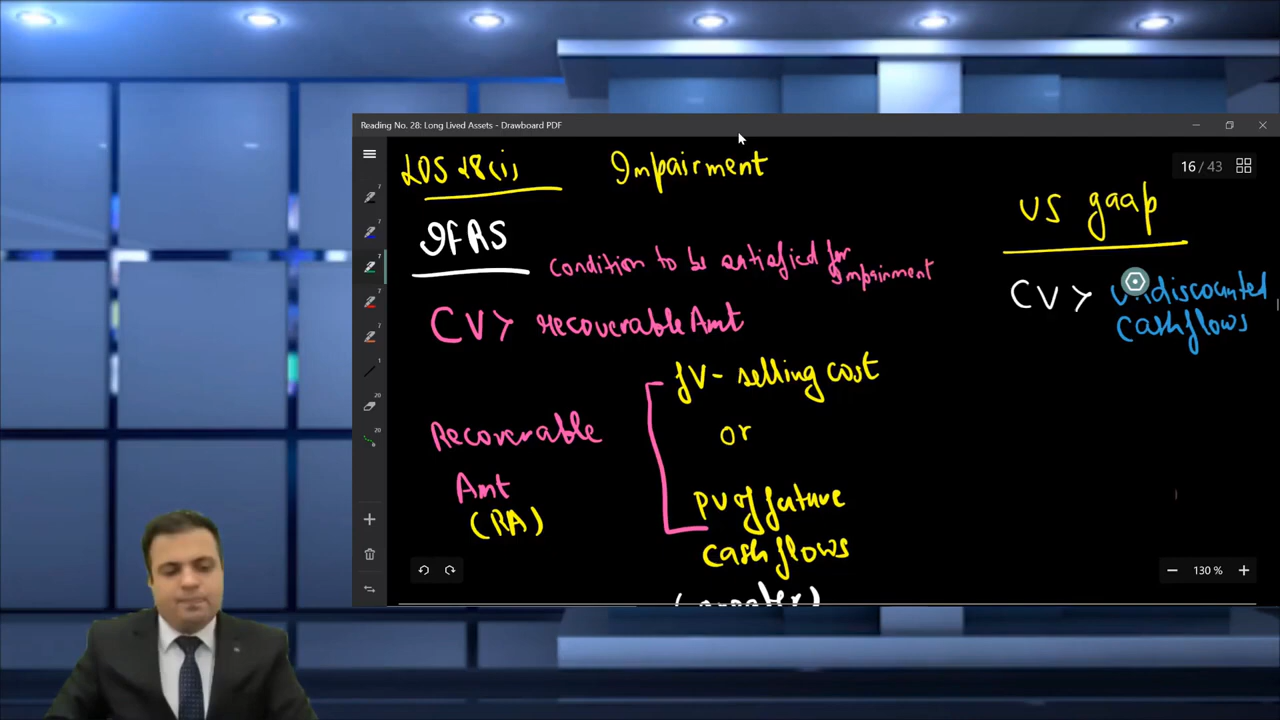 Reading No. 28: Long Lived Assets - Drawboard PDF
16 / 43
LOS 28(i) Impairment
IFRS
condition to be satisfied for impairment
CV > recoverable Amt
Recoverable
Amt
(RA)
fV - selling cost
or
PV of future
cash flows
(greater)
US gaap
CV > undiscounted
cashflows
130 %